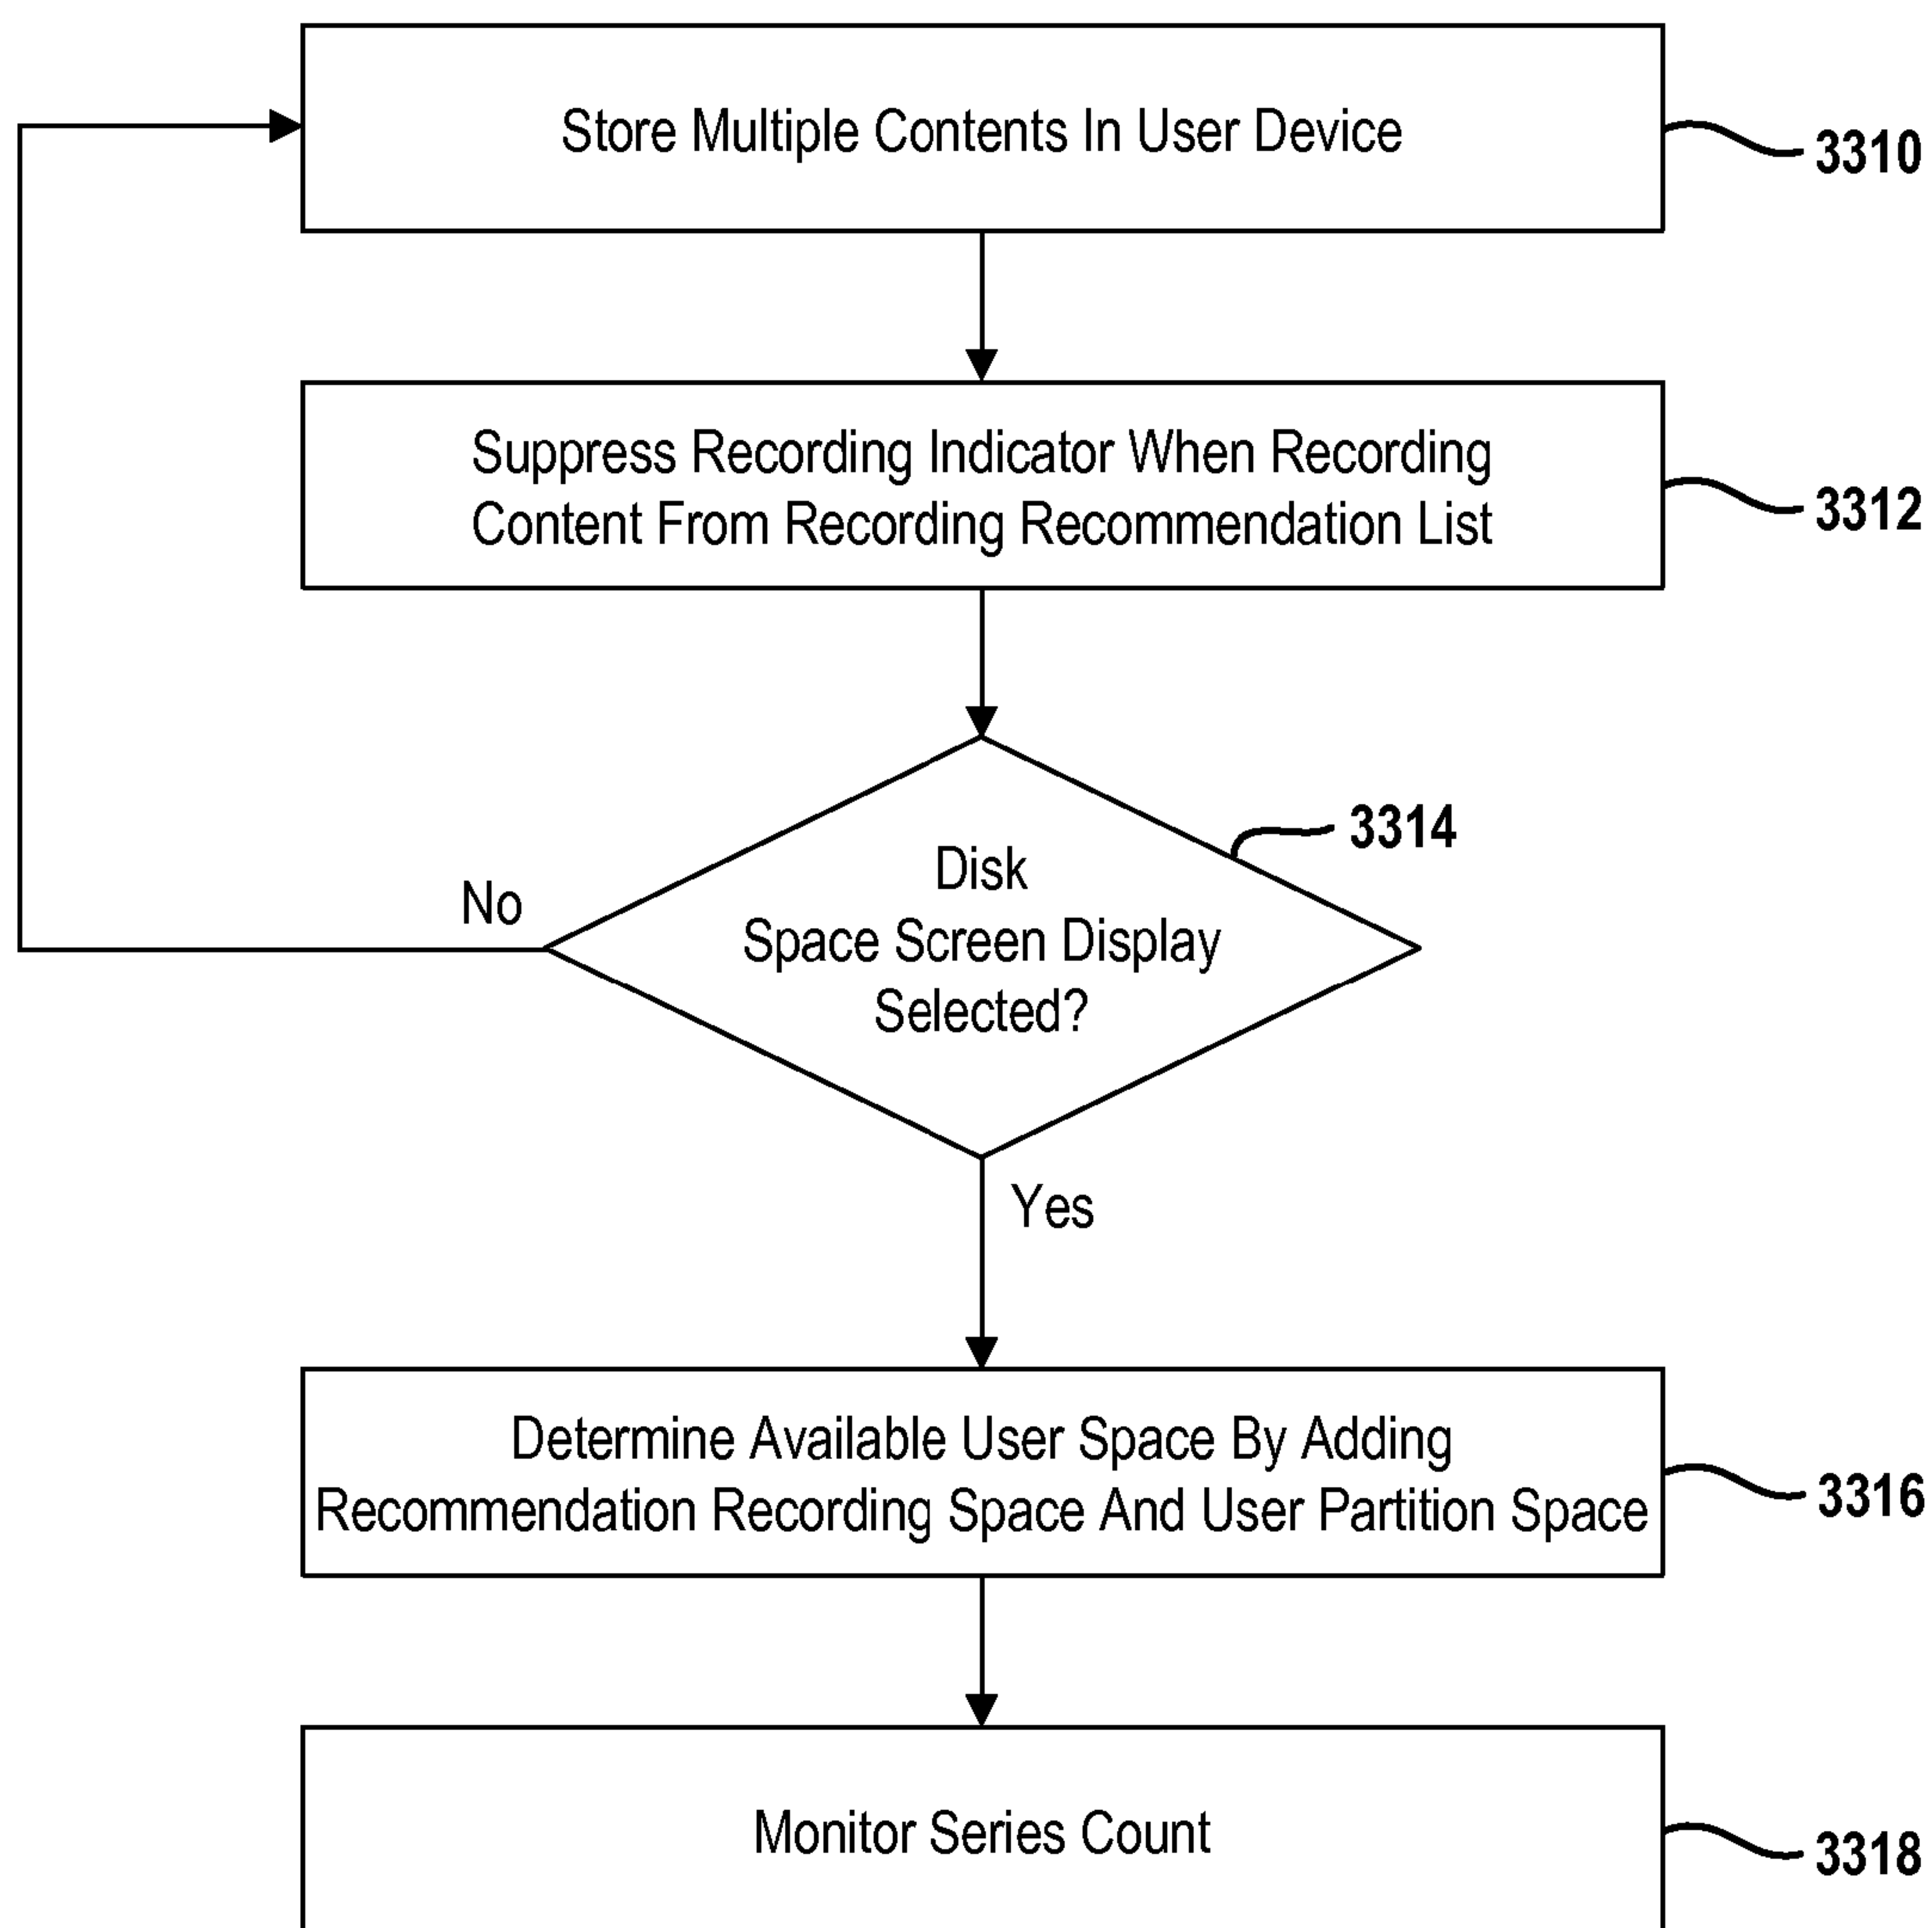 Store Multiple Contents In User Device
3310
Suppress Recording Indicator When Recording
Content From Recording Recommendation List
3312
3314
Disk
Space Screen Display
Selected?
No
Yes
Determine Available User Space By Adding
Recommendation Recording Space And User Partition Space
3316
Monitor Series Count
3318